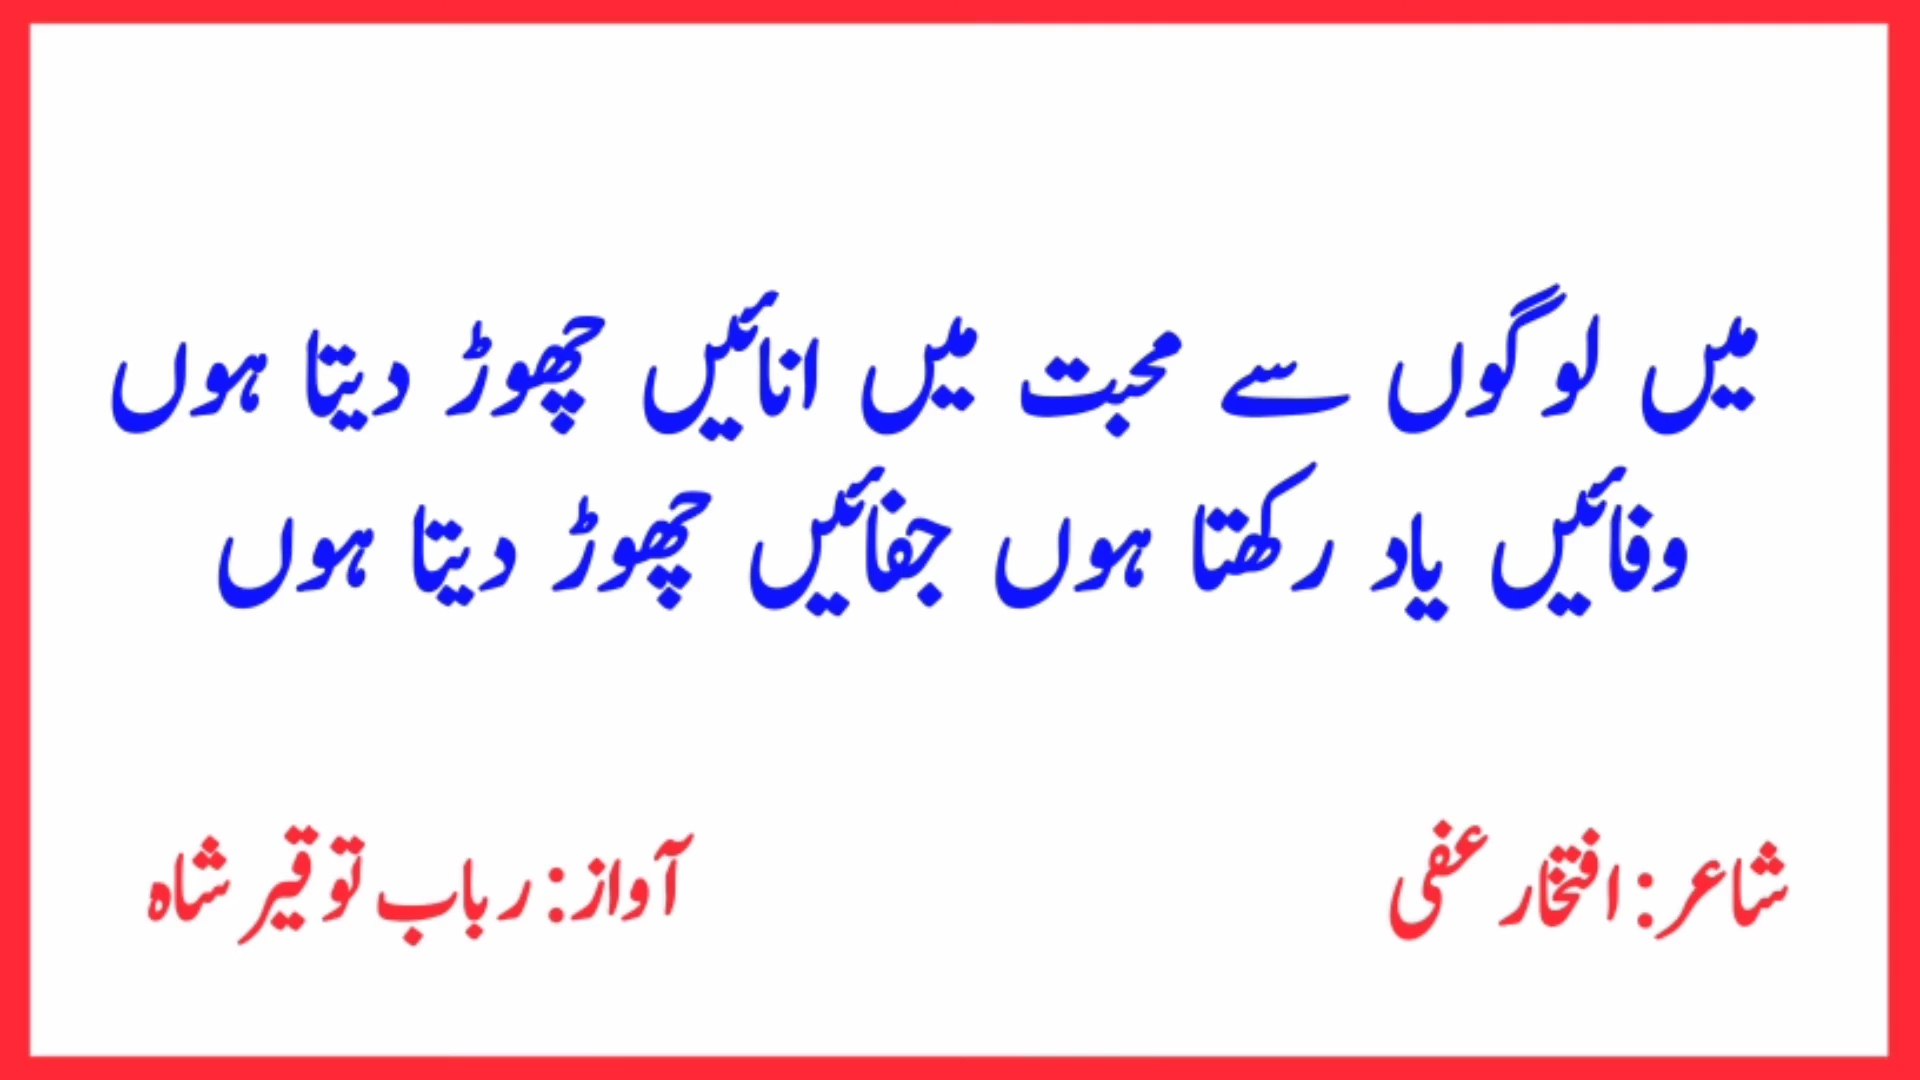 میں لوگوں سے محبت میں انائیں چھوڑ دیتا ہوں
وفائیں یاد رکھتا ہوں جفائیں چھوڑ دیتا ہوں
شاعر: افتخار عفی آواز: رباب توقیر شاہ